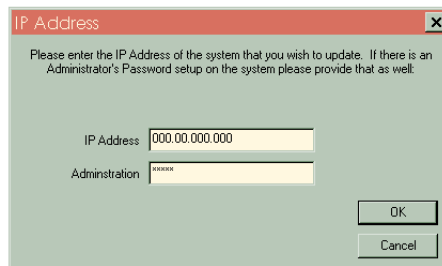 IP Address
Please enter the IP Address of the system that you wish to update. If there is an
Administrator's Password setup on the system please provide that as well:
IP Address 000.00.000.000
Adminstration *****
OK
Cancel